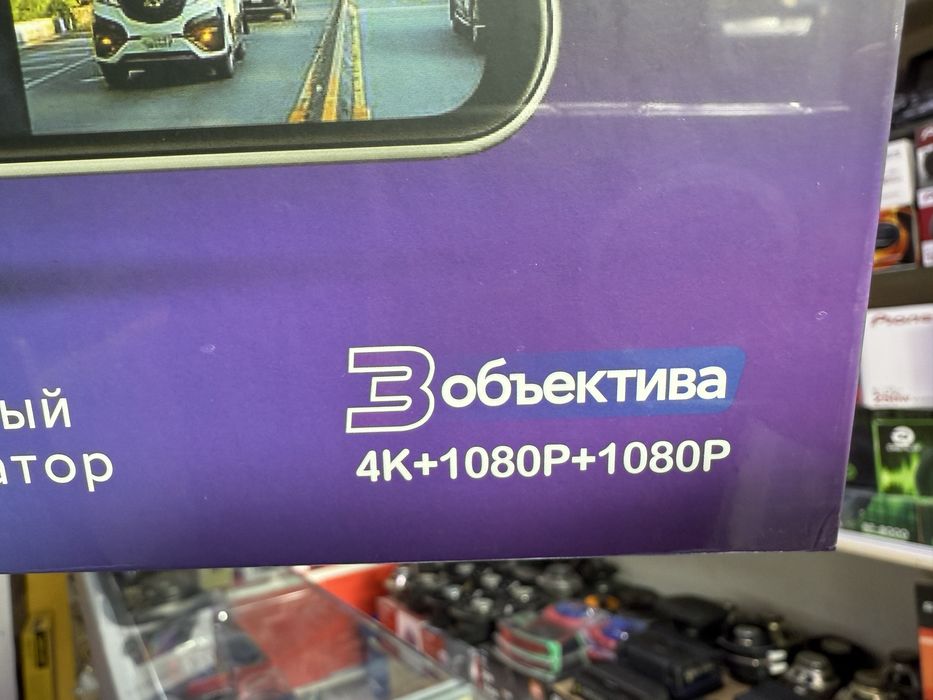 3 объектива
4K+1080P+1080P
ый
атор